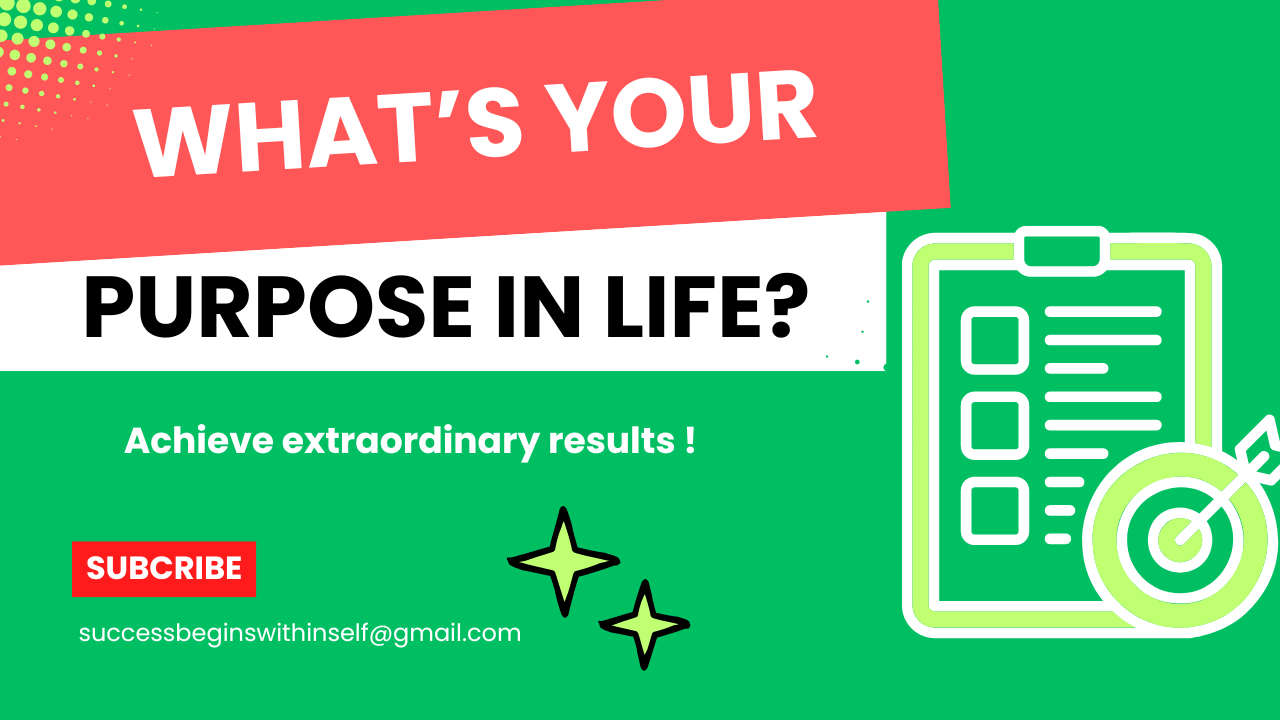 WHAT’S YOUR
PURPOSE IN LIFE?
Achieve extraordinary results !
SUBCRIBE
successbeginswithinself@gmail.com